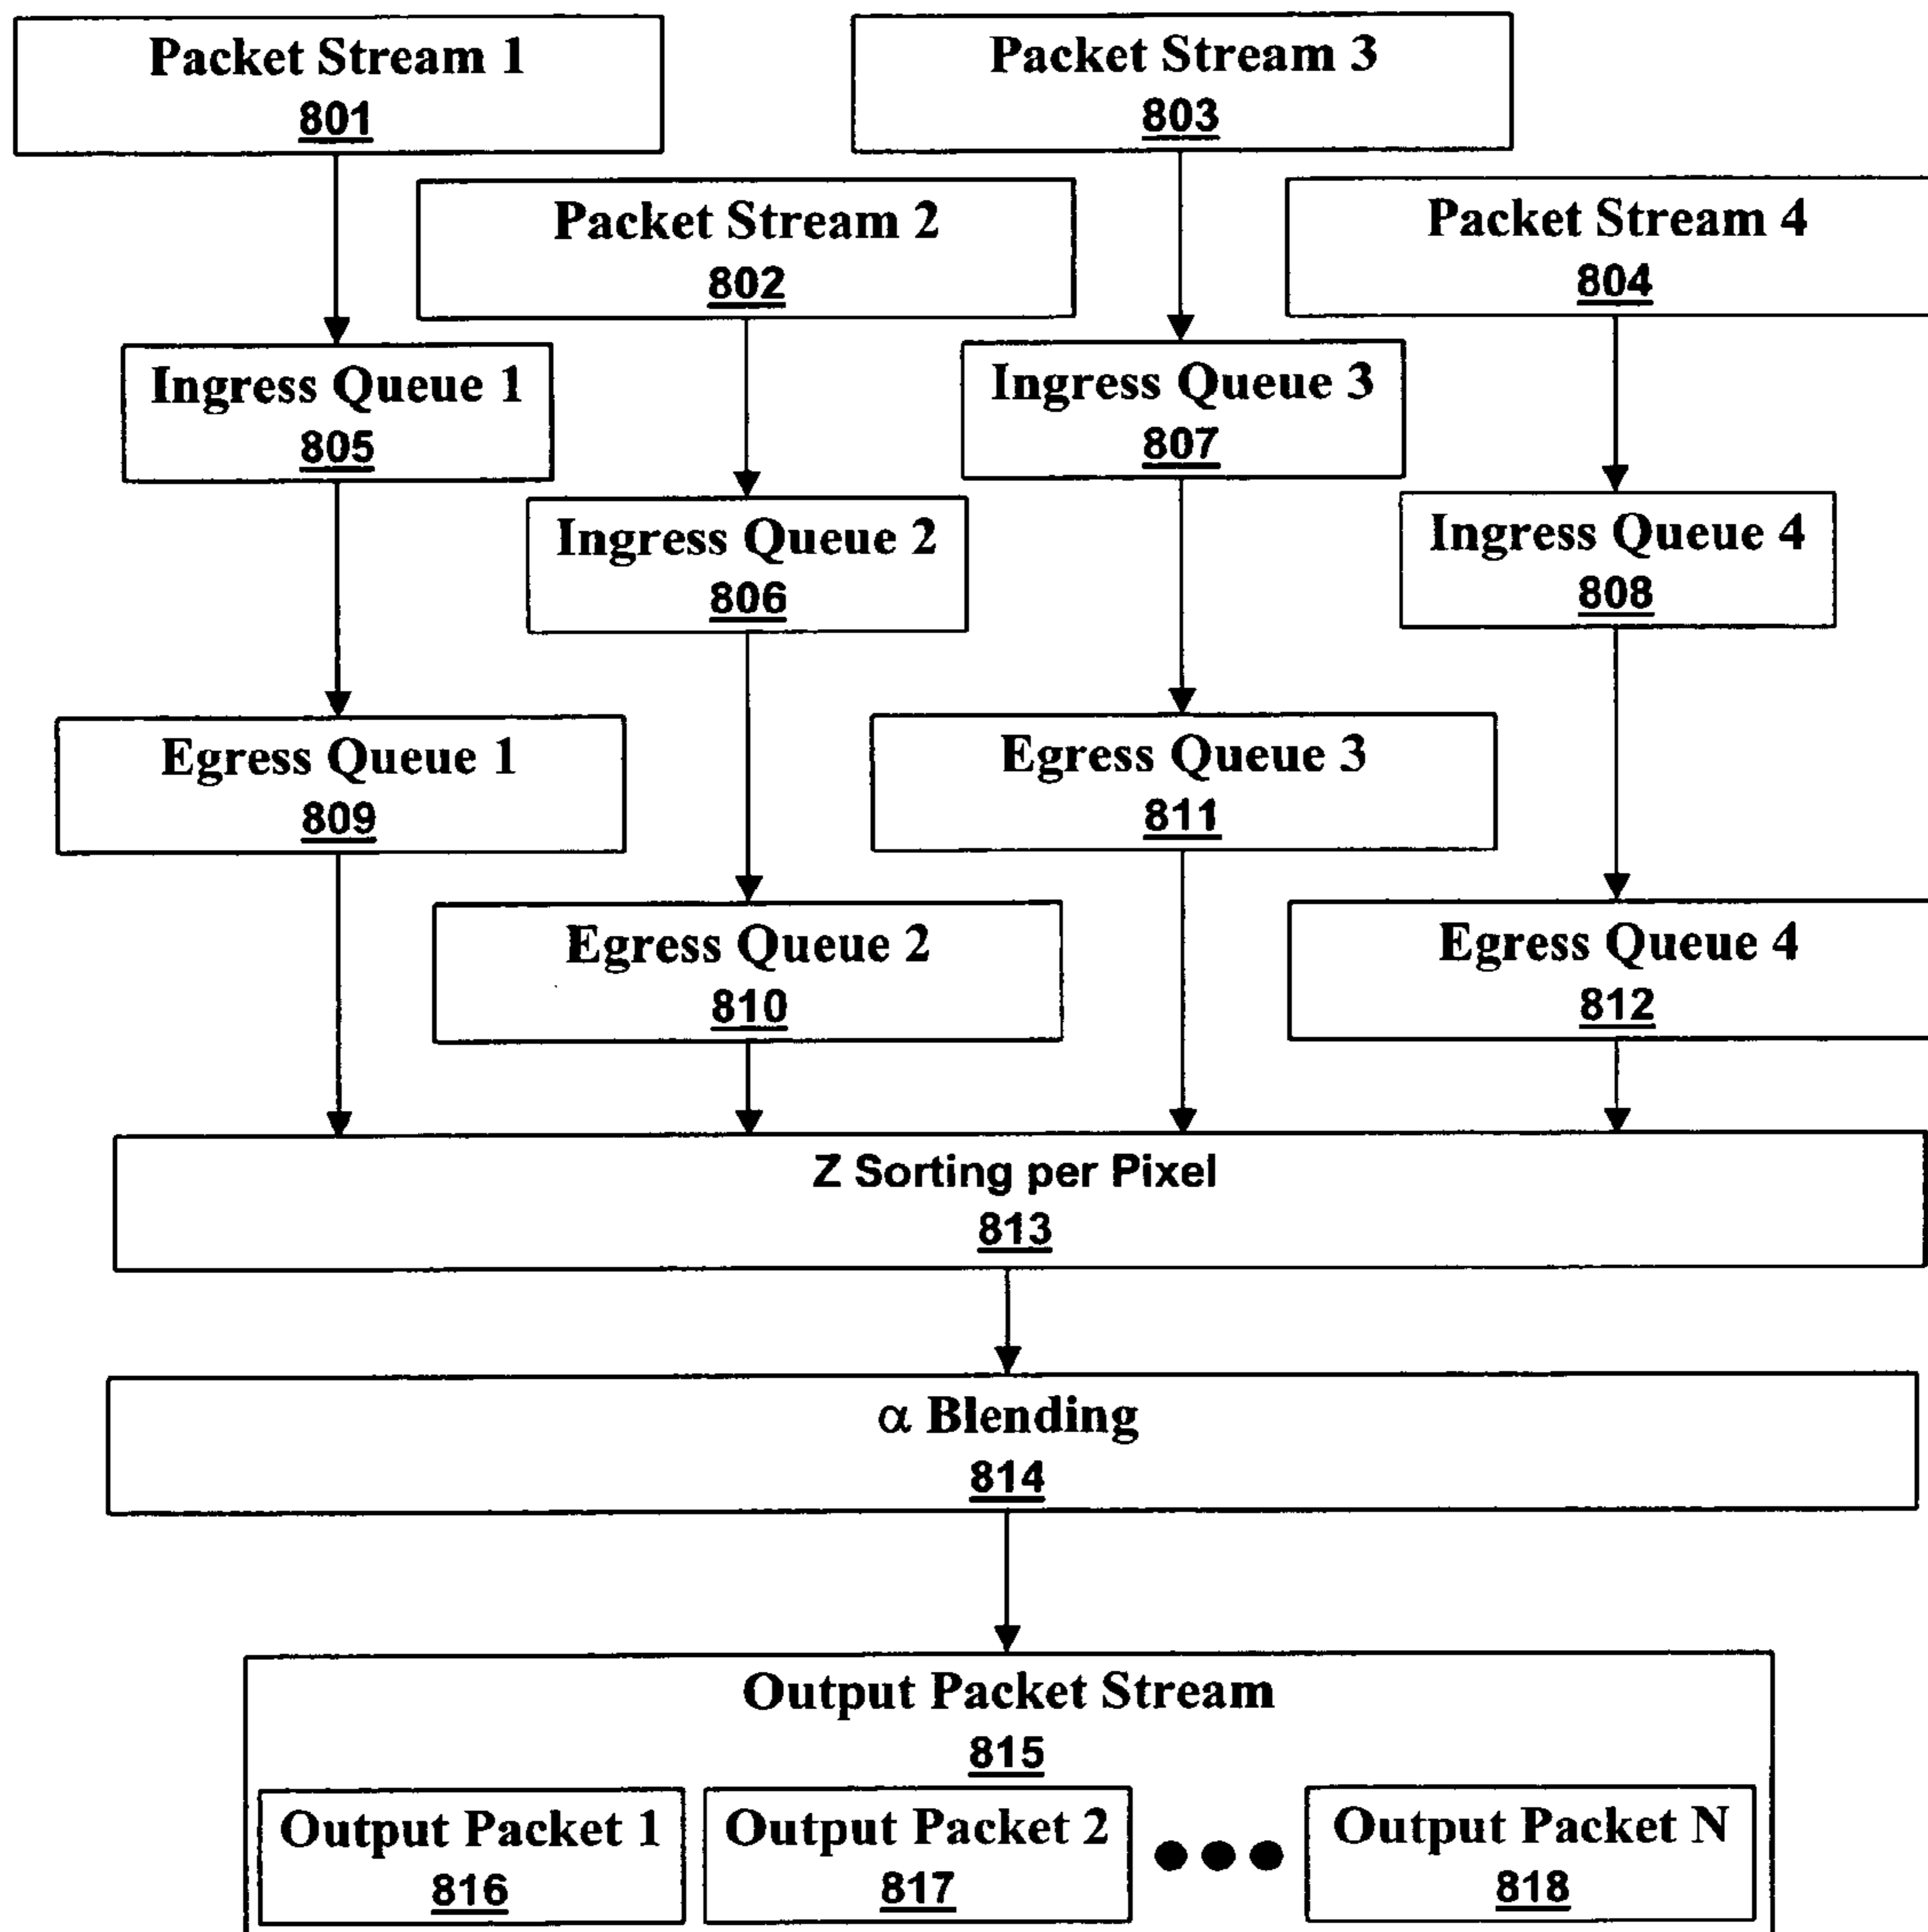 Packet Stream 1
801
Packet Stream 3
803
Packet Stream 2
802
Packet Stream 4
804
Ingress Queue 1
805
Ingress Queue 3
807
Ingress Queue 2
806
Ingress Queue 4
808
Egress Queue 1
809
Egress Queue 3
811
Egress Queue 2
810
Egress Queue 4
812
Z Sorting per Pixel
813
α Blending
814
Output Packet Stream
815
Output Packet 1
816
Output Packet 2
817
Output Packet N
818